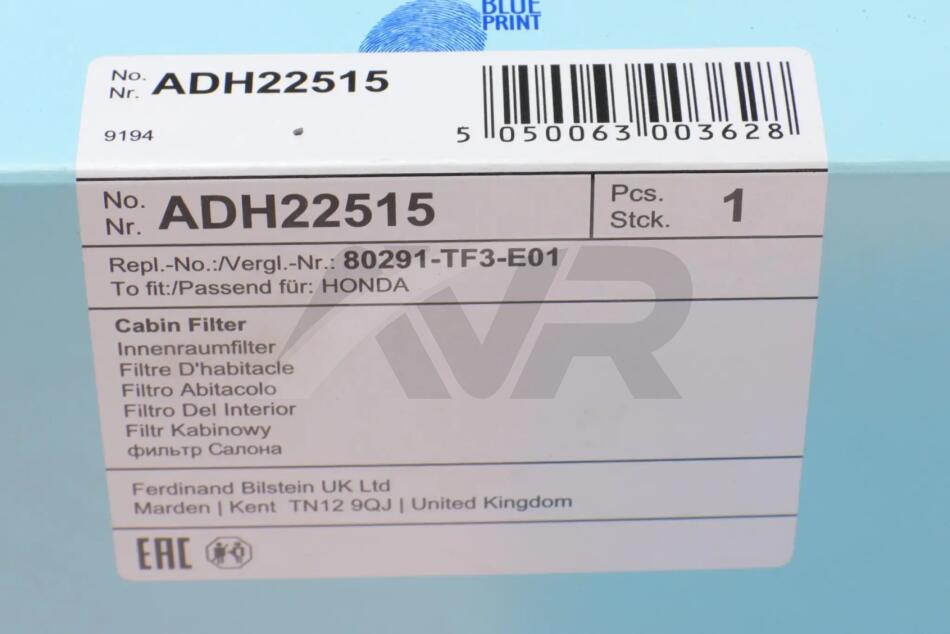 BLUE
PRINT
No.
Nr. ADH22515
9194
5 050063 003628
No.
Nr. ADH22515
Pcs.
Stck. 1
Repl.-No.:/Vergl.-Nr.: 80291-TF3-E01
To fit:/Passend für: HONDA
Cabin Filter
Innenraumfilter
Filtre D'habitacle
Filtro Abitacolo
Filtro Del Interior
Filtr Kabinowy
фильтр Салона
Ferdinand Bilstein UK Ltd
Marden | Kent TN12 9QJ | United Kingdom
EAC
AVR